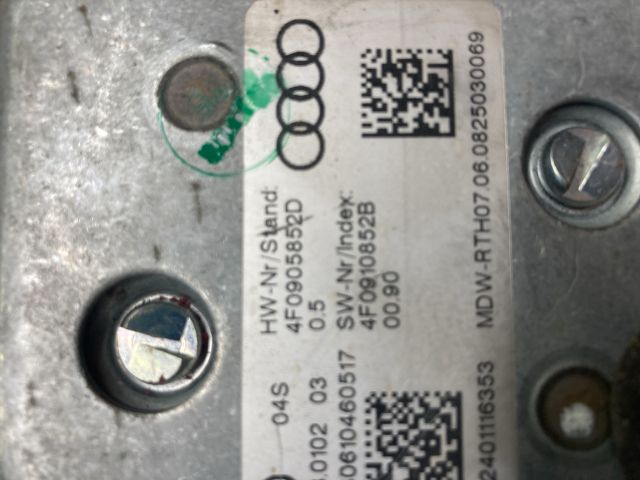 HW-Nr/Stand:
4F0905852D
0.5
SW-Nr/Index:
4F0910852B
00.90
MDW-RTH07.06.0825030069
04S
.0102 03
.0610460517
2401116353